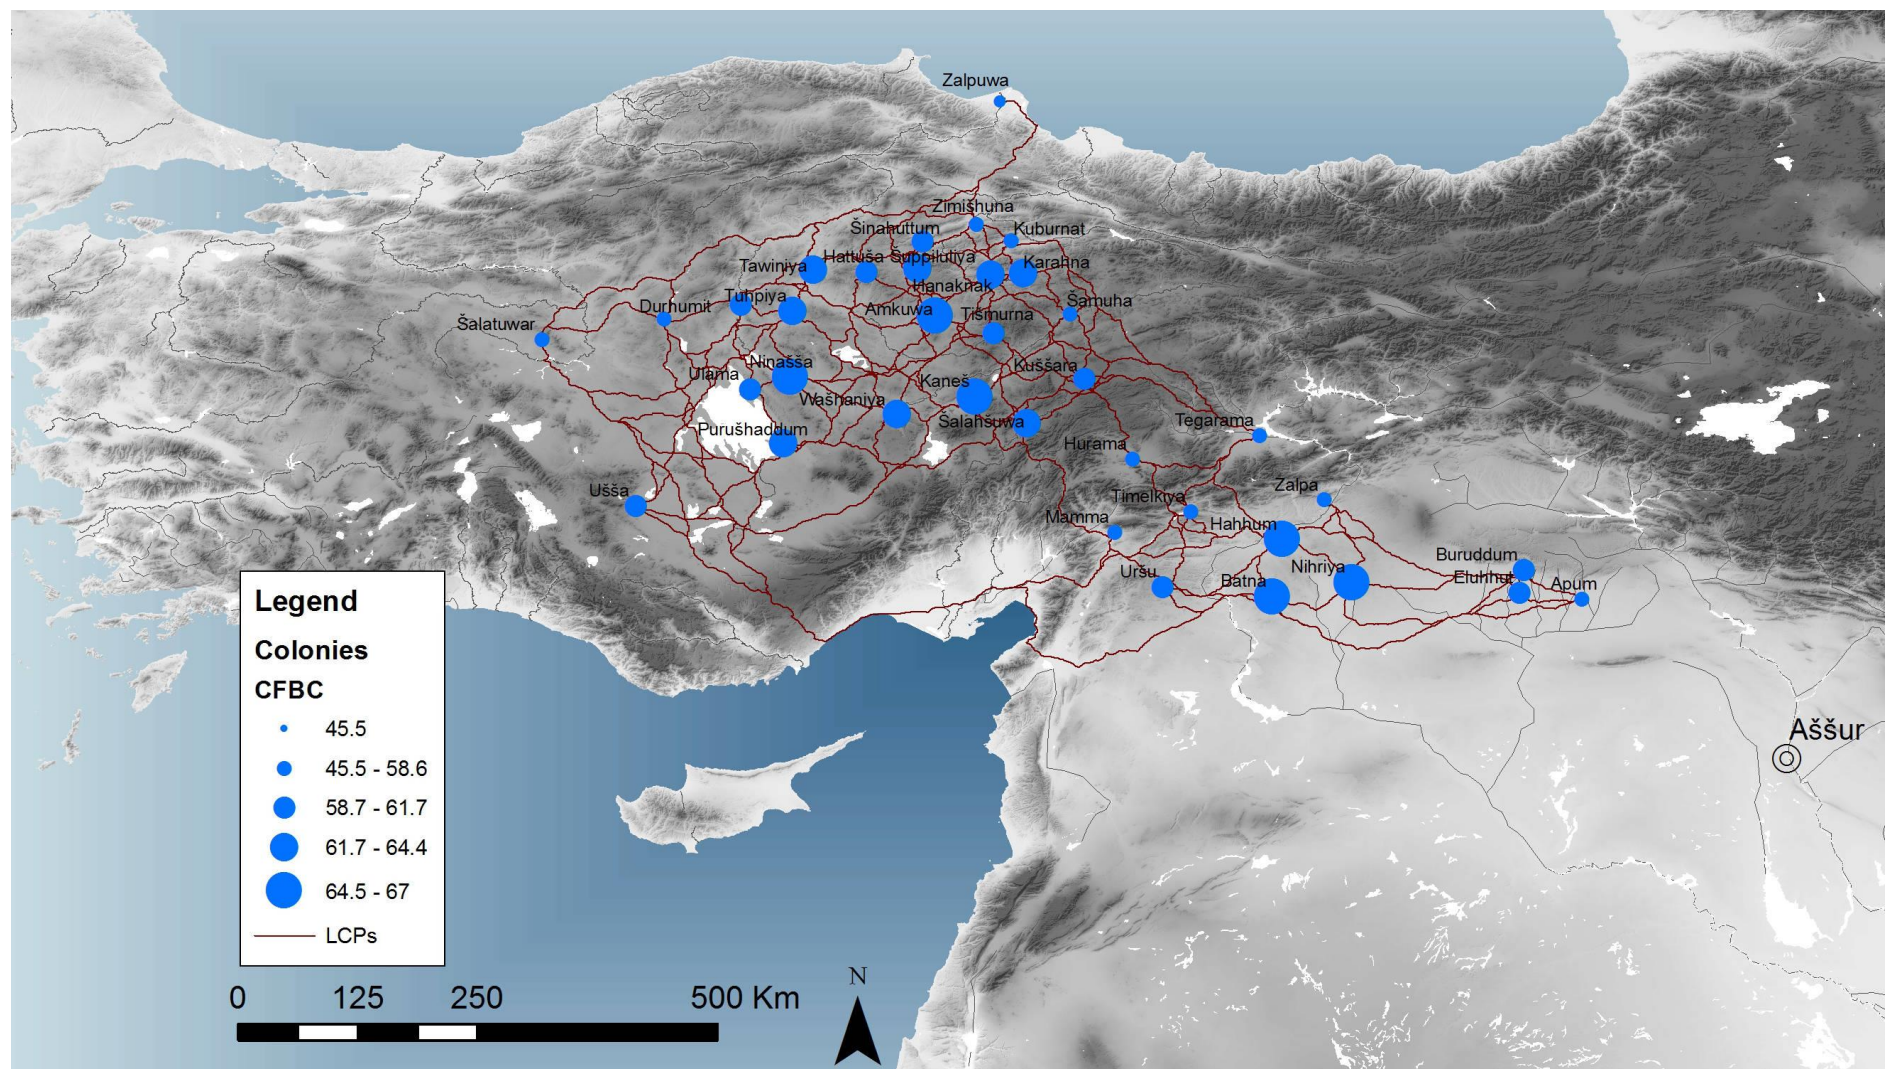 Zalpuwa
Zimišhuna
Šinahuttum
Kuburnat
Tawiniya
Hattuša
Šuppiluliya
Karahna
Hanaknak
Durhumit
Tuhpiya
Amkuwa
Tišmurna
Šamuha
Šalatuwar
Ulama
Ninašša
Kaneš
Kuššara
Wašhaniya
Šalahšuwa
Tegarama
Purušhaddum
Hurama
Ušša
Timelkiya
Zalpa
Mamma
Hahhum
Uršu
Batna
Nihriya
Buruddum
Eluhhut
Apum
Aššur
Legend
Colonies
CFBC
45.5
45.5 - 58.6
58.7 - 61.7
61.7 - 64.4
64.5 - 67
LCPs
0 125 250 500 Km
N